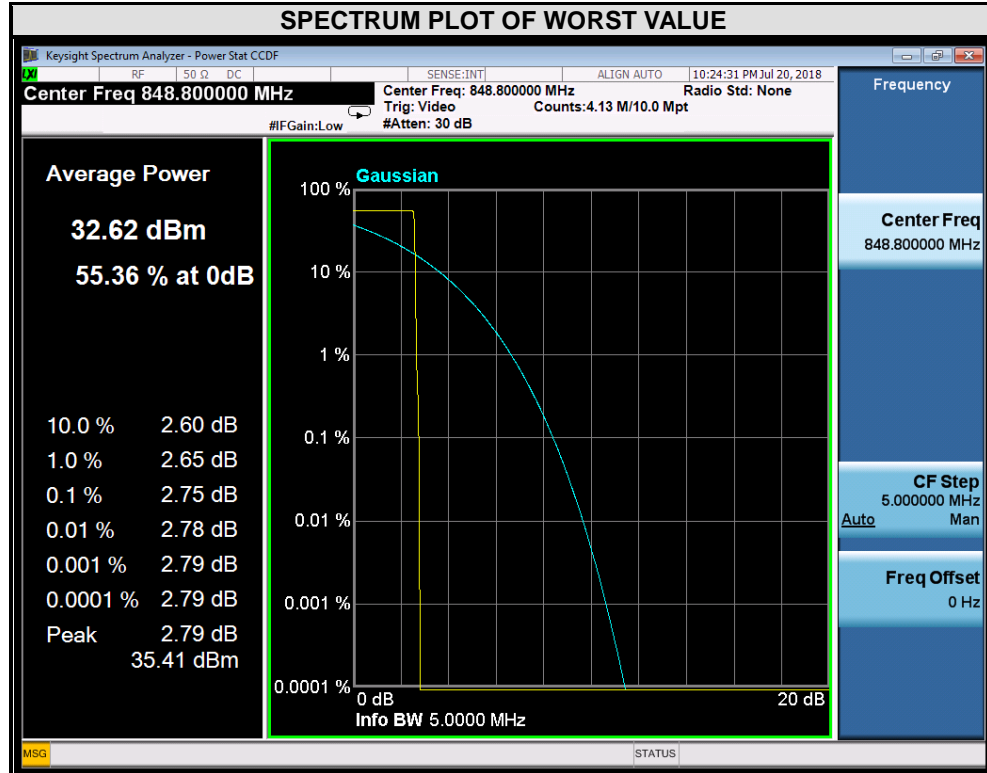 SPECTRUM PLOT OF WORST VALUE
Keysight Spectrum Analyzer - Power Stat CCDF
LXI RF 50 Ω DC SENSE:INT ALIGN AUTO 10:24:31 PM Jul 20, 2018
Center Freq 848.800000 MHz
#IFGain:Low
Center Freq: 848.800000 MHz Radio Std: None
Trig: Video Counts:4.13 M/10.0 Mpt
#Atten: 30 dB
Frequency
Average Power
32.62 dBm
55.36 % at 0dB
10.0 % 2.60 dB
1.0 % 2.65 dB
0.1 % 2.75 dB
0.01 % 2.78 dB
0.001 % 2.79 dB
0.0001 % 2.79 dB
Peak 2.79 dB
35.41 dBm
Gaussian
100 %
10 %
1 %
0.1 %
0.01 %
0.001 %
0.0001 %
0 dB 20 dB
Info BW 5.0000 MHz
Center Freq
848.800000 MHz
CF Step
5.000000 MHz
Auto Man
Freq Offset
0 Hz
MSG STATUS